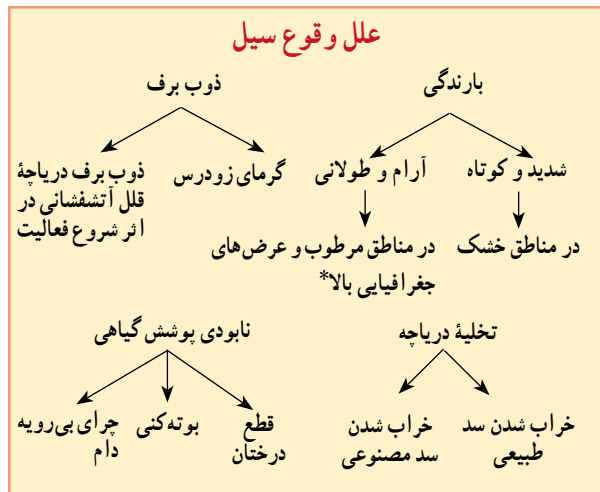 علل وقوع سیل
بارندگی
شدید و کوتاه
در مناطق خشک
آرام و طولانی
در مناطق مرطوب و عرض‌های
جغرافیایی بالا*
ذوب برف
گرمای زودرس
ذوب برف دریاچهٔ
قلل آتشفشانی در
اثر شروع فعالیت
تخلیهٔ دریاچه
خراب شدن سد
طبیعی
خراب شدن
سد مصنوعی
نابودی پوشش گیاهی
قطع
درختان
بوته‌کنی
چرای بی‌رویه
دام